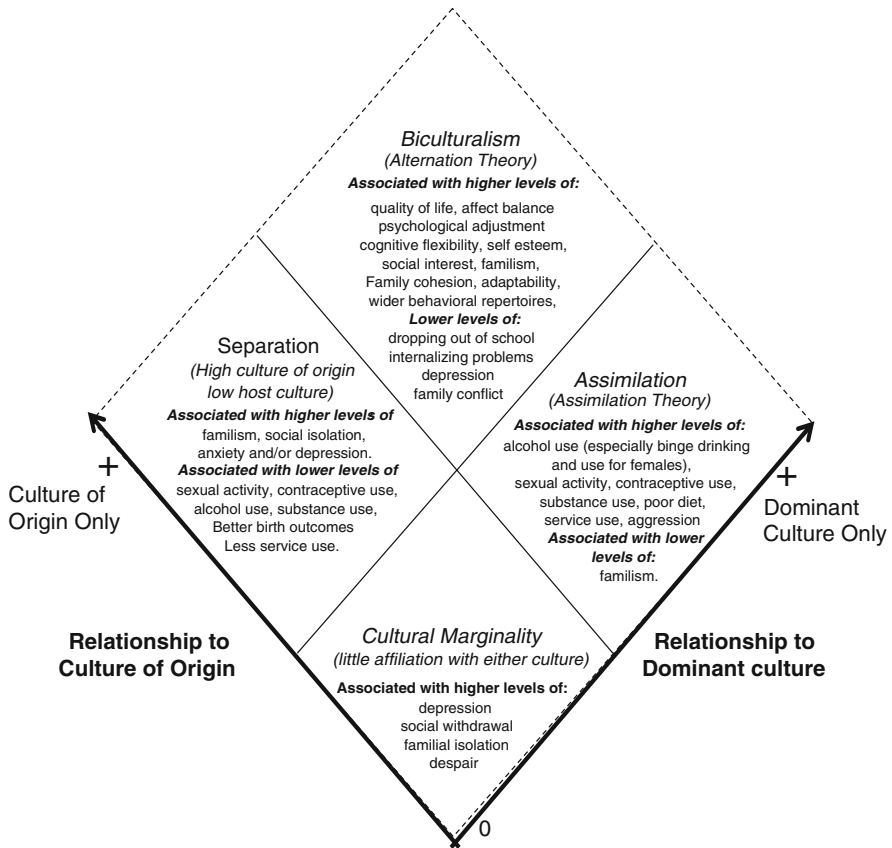 Biculturalism
(Alternation Theory)
Associated with higher levels of:
quality of life, affect balance
psychological adjustment
cognitive flexibility, self esteem,
social interest, familism,
Family cohesion, adaptability,
wider behavioral repertoires,
Lower levels of:
dropping out of school
internalizing problems
depression
family conflict
Separation
(High culture of origin
low host culture)
Associated with higher levels of
familism, social isolation,
anxiety and/or depression.
Associated with lower levels of
sexual activity, contraceptive use,
alcohol use, substance use,
Better birth outcomes
Less service use.
Assimilation
(Assimilation Theory)
Associated with higher levels of:
alcohol use (especially binge drinking
and use for females),
sexual activity, contraceptive use,
substance use, poor diet,
service use, aggression
Associated with lower
levels of:
familism.
+
Culture of
Origin Only
+
Dominant
Culture Only
Relationship to
Culture of Origin
Relationship to
Dominant culture
Cultural Marginality
(little affiliation with either culture)
Associated with higher levels of:
depression
social withdrawal
familial isolation
despair
0